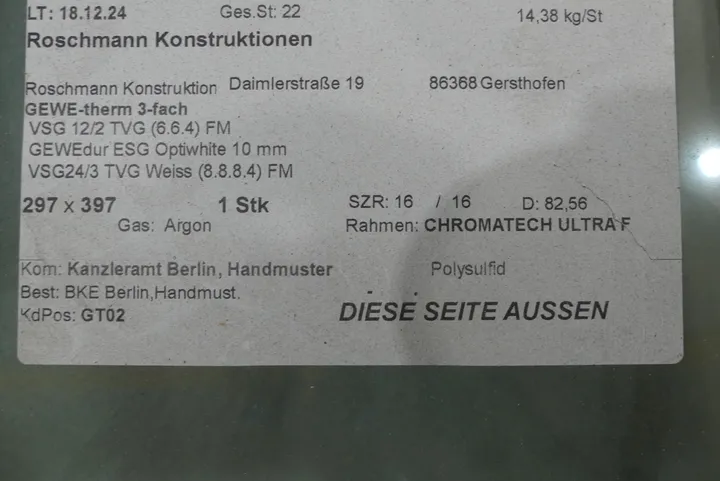 LT: 18.12.24 Ges.St: 22 14,38 kg/St
Roschmann Konstruktionen
Roschmann Konstruktion Daimlerstraße 19 86368 Gersthofen
GEWE-therm 3-fach
VSG 12/2 TVG (6.6.4) FM
GEWEdur ESG Optiwhite 10 mm
VSG24/3 TVG Weiss (8.8.8.4) FM
297 x 397 1 Stk SZR: 16 / 16 D: 82,56
Gas: Argon Rahmen: CHROMATECH ULTRA F
Kom: Kanzleramt Berlin, Handmuster Polysulfid
Best: BKE Berlin,Handmust.
KdPos: GT02 DIESE SEITE AUSSEN